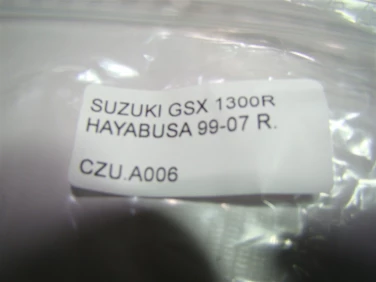 SUZUKI GSX 1300R
HAYABUSA 99-07 R.
CZU.A006